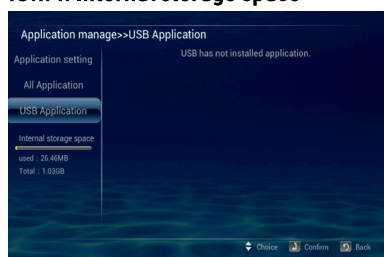 Application manage>>USB Application
USB has not installed application.
Application setting
All Application
USB Application
Internal storage space
used : 26.46MB
Total : 1.03GB
Choice Confirm Back